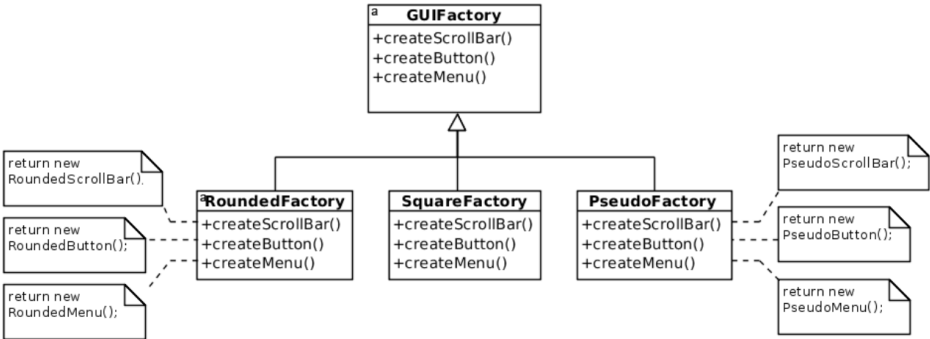 a
GUIFactory
+createScrollBar()
+createButton()
+createMenu()
return new
RoundedScrollBar().
return new
RoundedButton();
return new
RoundedMenu();
a
RoundedFactory
+createScrollBar()
+createButton()
+createMenu()
SquareFactory
+createScrollBar()
+createButton()
+createMenu()
PseudoFactory
+createScrollBar()
+createButton()
+createMenu()
return new
PseudoScrollBar();
return new
PseudoButton();
return new
PseudoMenu();